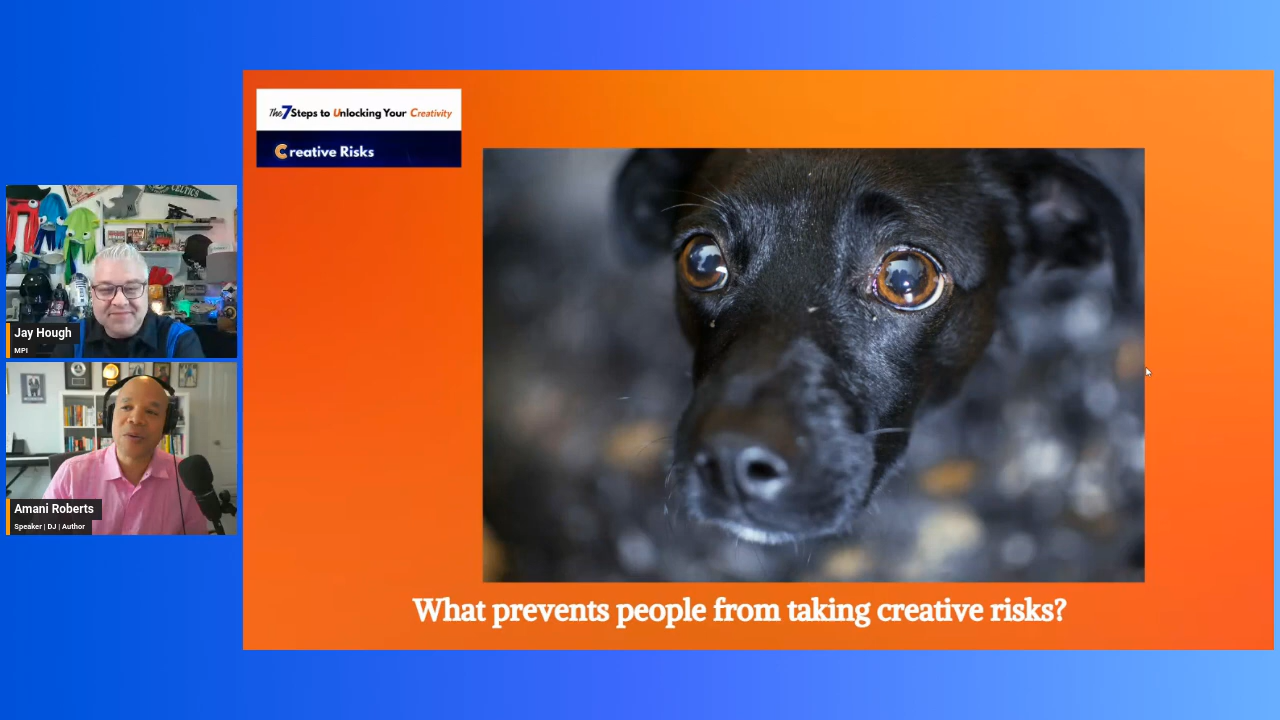 The 7 Steps to Unlocking Your Creativity
Creative Risks
CELTICS
Jay Hough
MPI
Amani Roberts
Speaker | DJ | Author
What prevents people from taking creative risks?